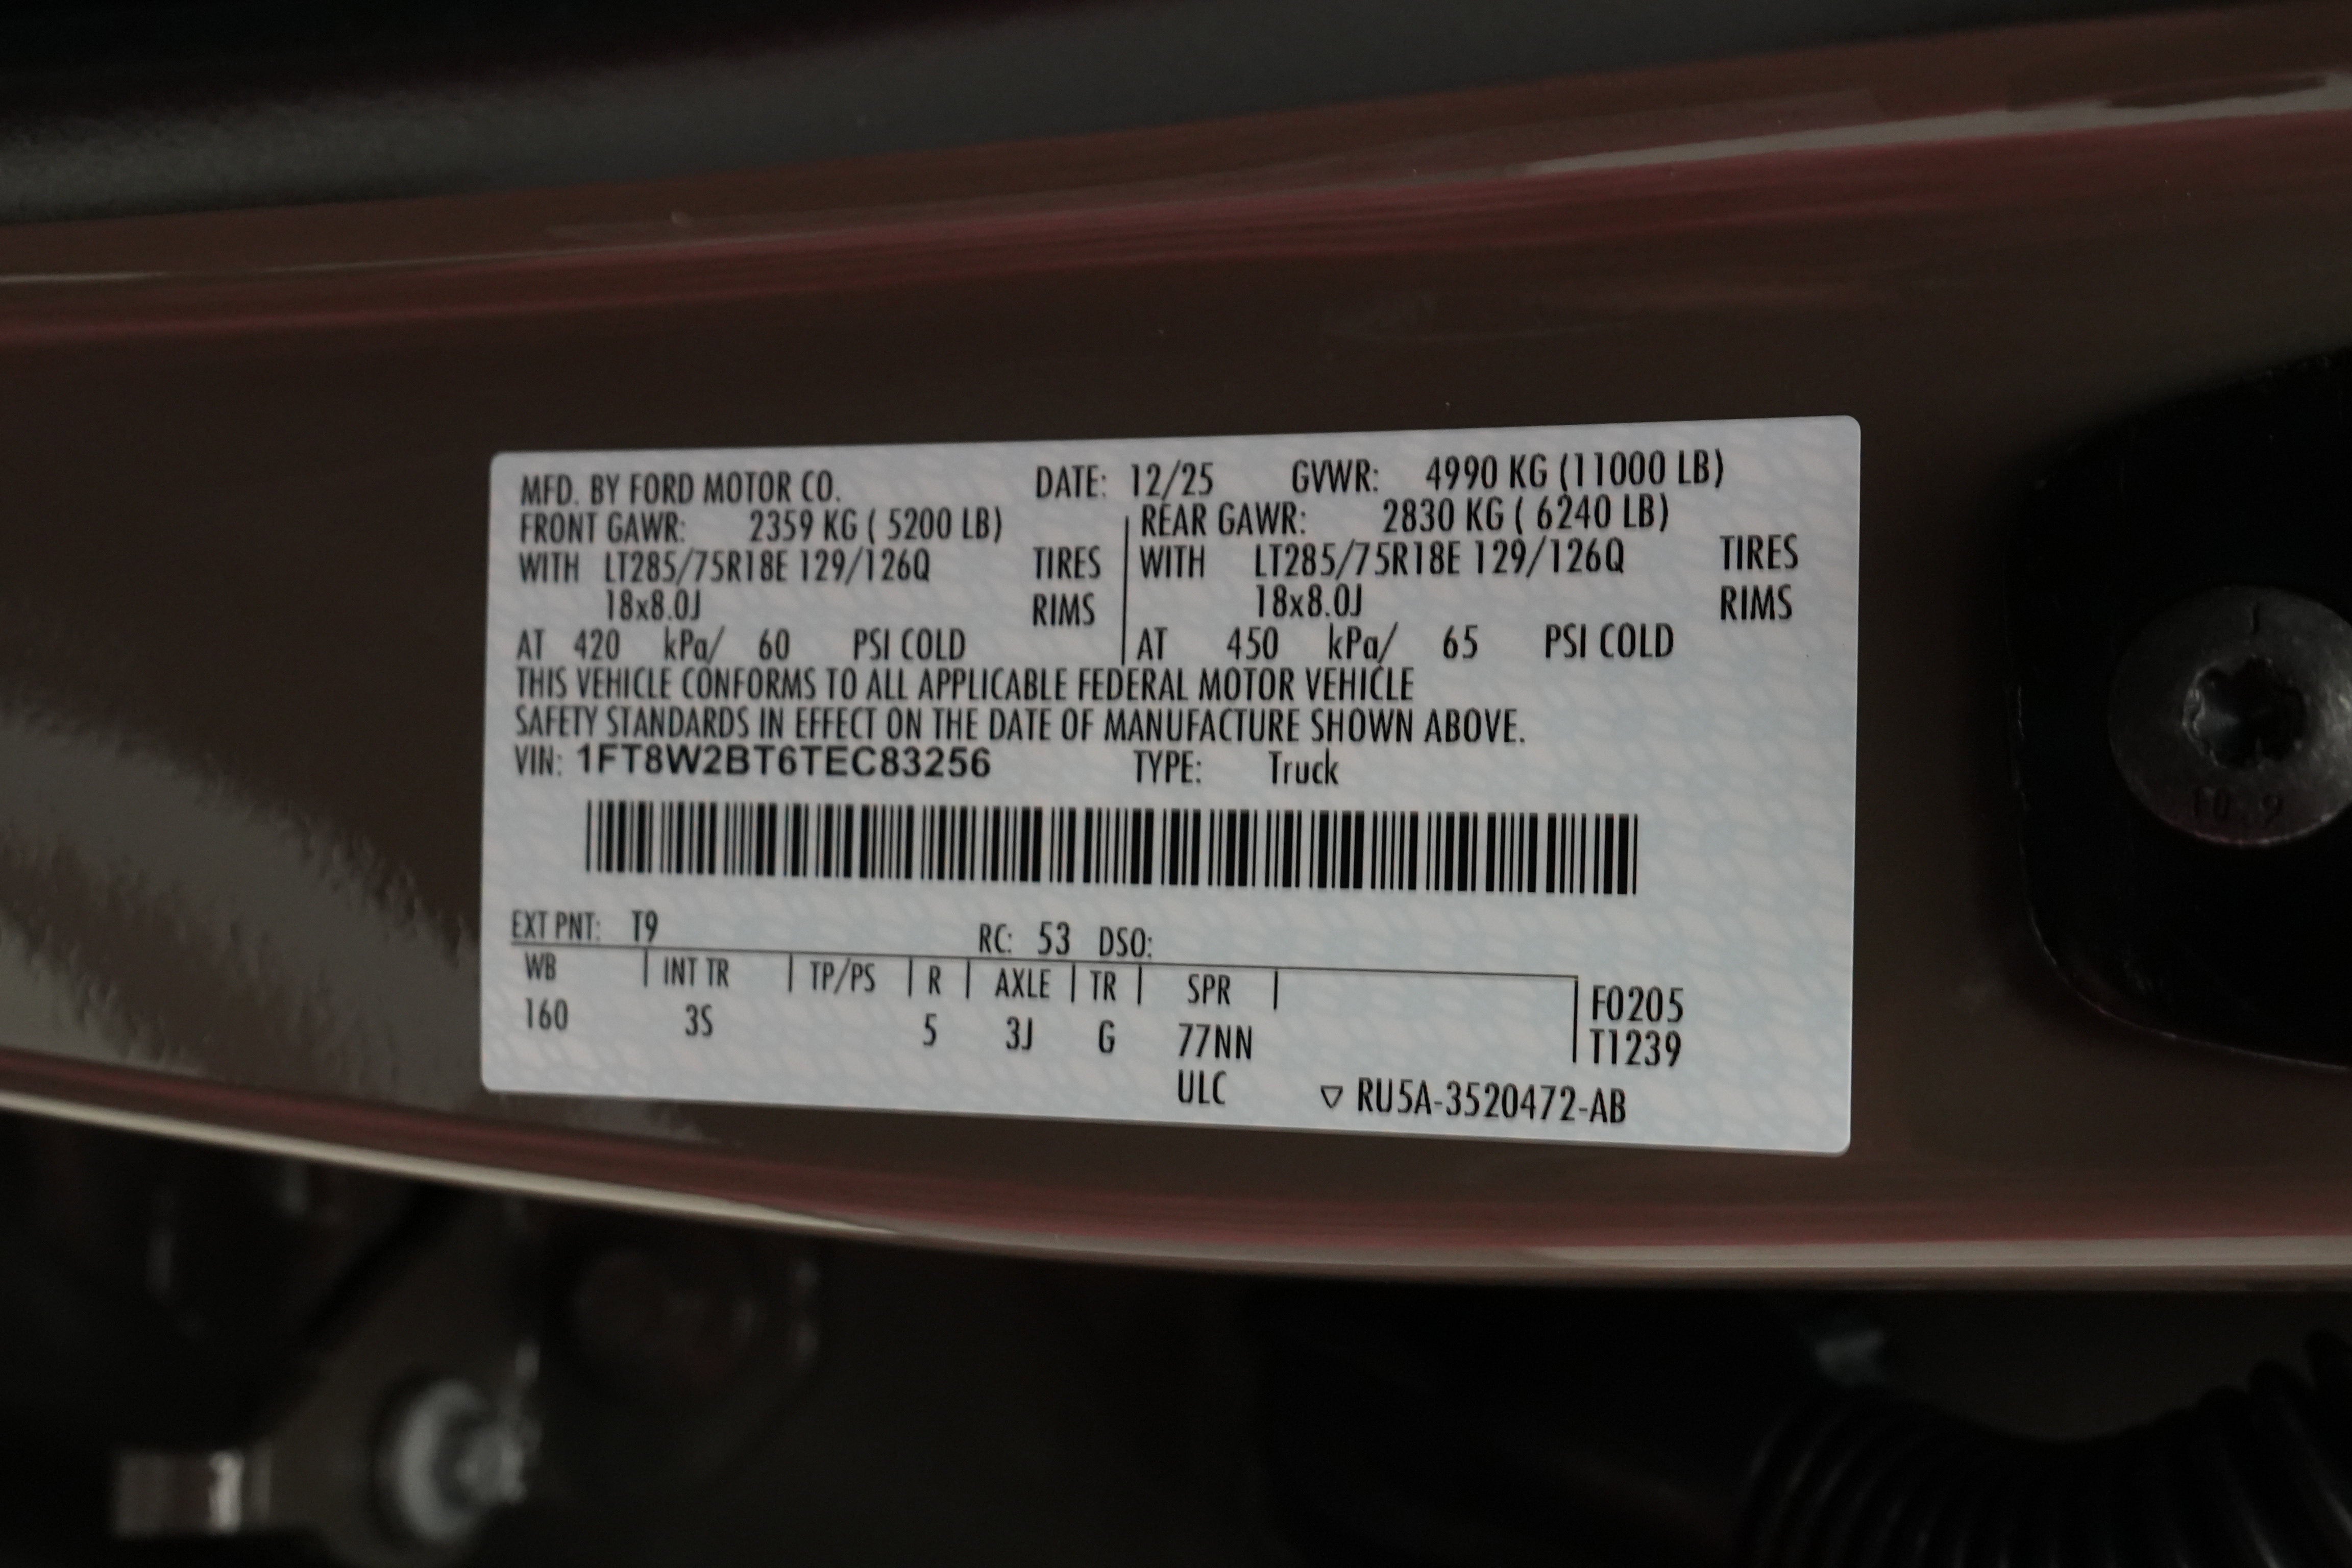 MFD. BY FORD MOTOR CO. DATE: 12/25 GVWR: 4990 KG (11000 LB)
FRONT GAWR: 2359 KG ( 5200 LB) REAR GAWR: 2830 KG ( 6240 LB)
WITH LT285/75R18E 129/126Q TIRES WITH LT285/75R18E 129/126Q TIRES
18x8.0J RIMS 18x8.0J RIMS
AT 420 kPa/ 60 PSI COLD AT 450 kPa/ 65 PSI COLD
THIS VEHICLE CONFORMS TO ALL APPLICABLE FEDERAL MOTOR VEHICLE
SAFETY STANDARDS IN EFFECT ON THE DATE OF MANUFACTURE SHOWN ABOVE.
VIN: 1FT8W2BT6TEC83256 TYPE: Truck
EXT PNT: T9 RC: 53 DSO:
WB INT TR TP/PS R AXLE TR SPR F0205
160 3S 5 3J G 77NN T1239
ULC ▽ RU5A-3520472-AB
10.9